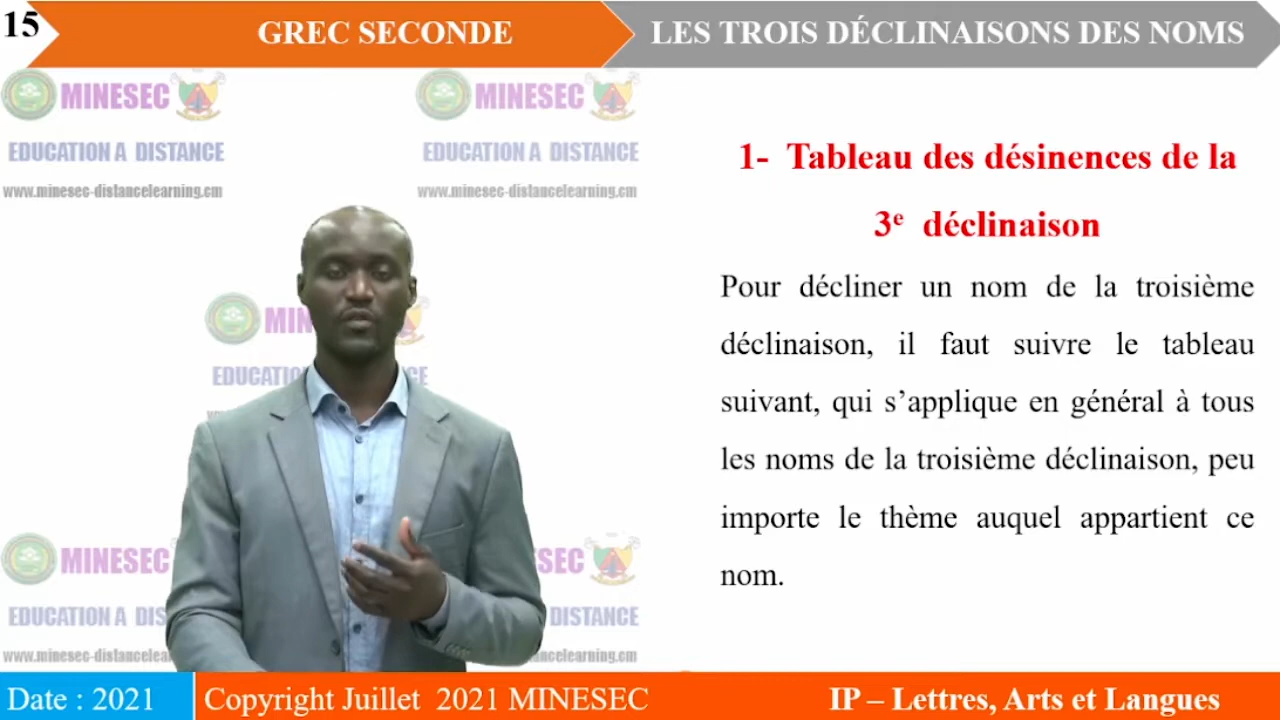 15
GREC SECONDE
LES TROIS DÉCLINAISONS DES NOMS
MINESEC
EDUCATION A DISTANCE
www.minesec-distancelearning.cm
MINESEC
EDUCATION A DISTANCE
www.minesec-distancelearning.cm
1- Tableau des désinences de la
3e déclinaison
Pour décliner un nom de la troisième
déclinaison, il faut suivre le tableau
suivant, qui s’applique en général à tous
les noms de la troisième déclinaison, peu
importe le thème auquel appartient ce
nom.
MINESEC
EDUCATION A DIS
DISTANCE
www.minesec-distancelear
ncelearning.cm
Date : 2021
Copyright Juillet 2021 MINESEC
IP – Lettres, Arts et Langues